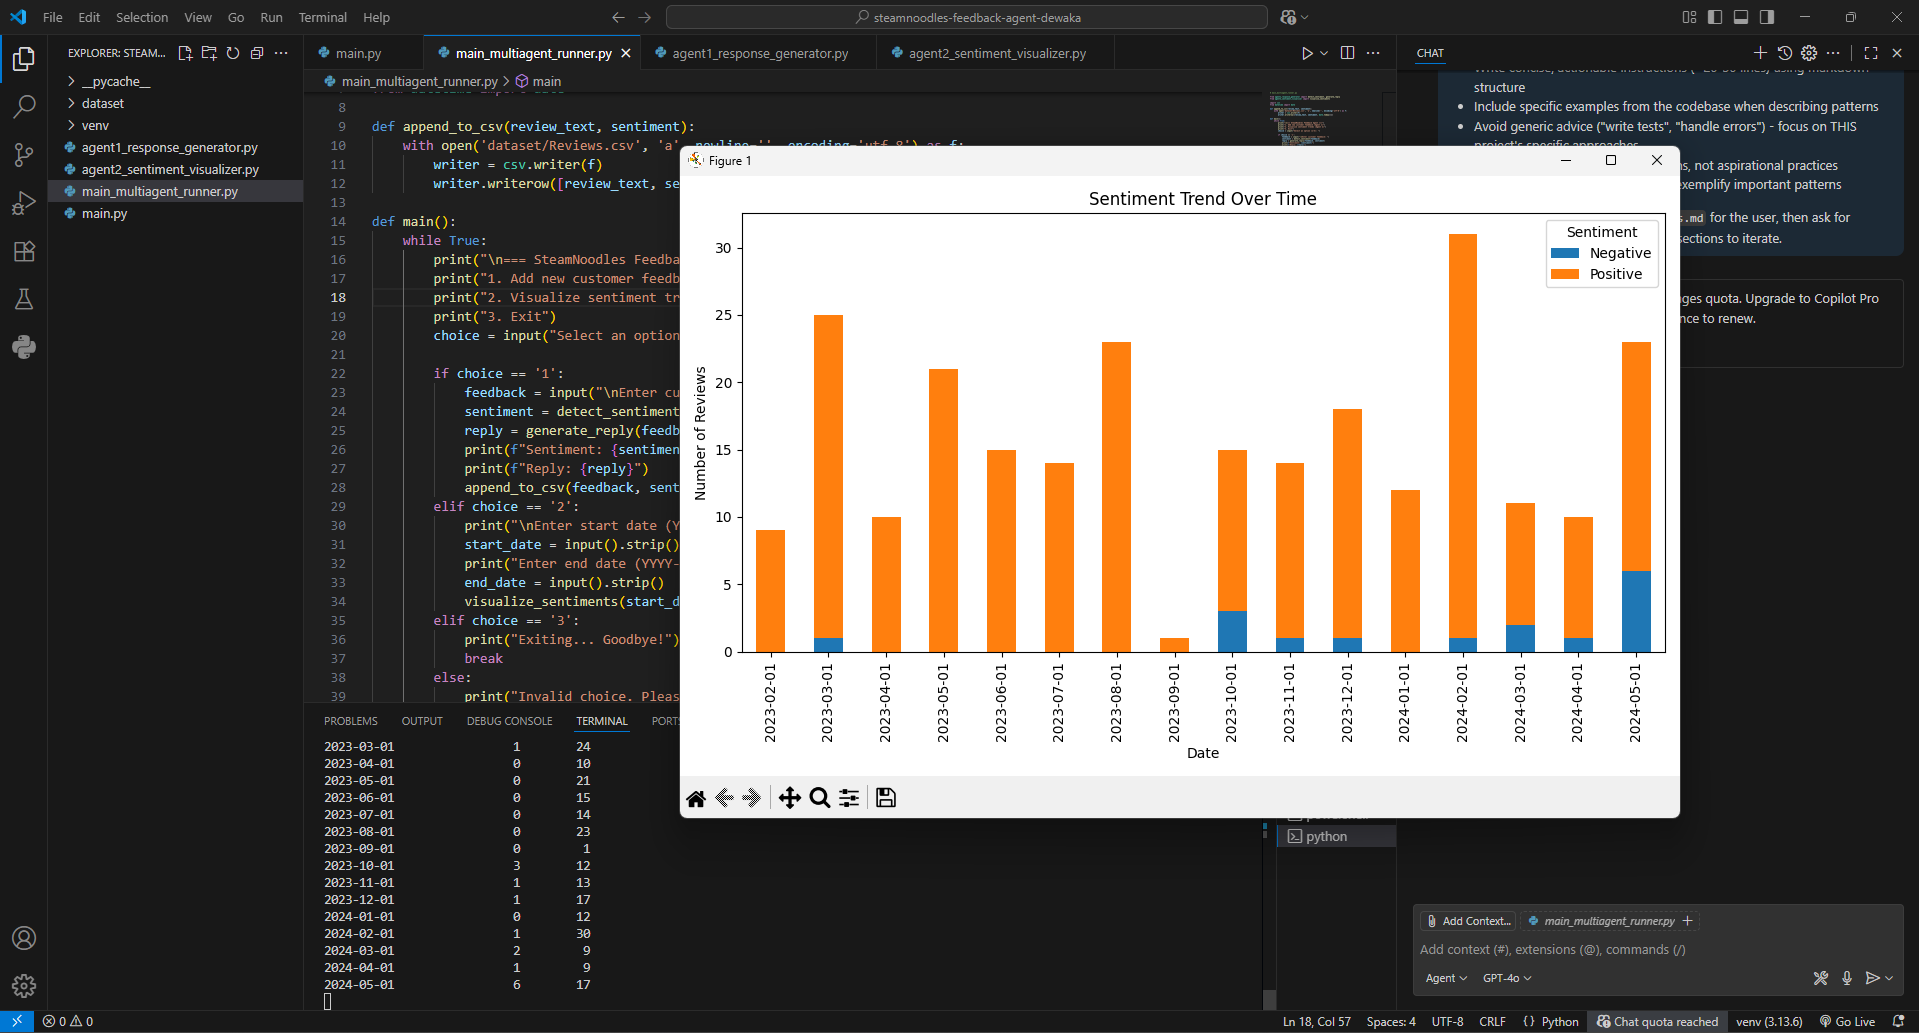 File Edit Selection View Go Run Terminal Help
steamnoodles-feedback-agent-dewaka
EXPLORER: STEAM...
__pycache__
dataset
venv
agent1_response_generator.py
agent2_sentiment_visualizer.py
main_multiagent_runner.py
main.py
main.py main_multiagent_runner.py agent1_response_generator.py agent2_sentiment_visualizer.py
main_multiagent_runner.py > main
8
9 def append_to_csv(review_text, sentiment):
10 with open('dataset/Reviews.csv', 'a', newline='', encoding='utf-8') as f:
11 writer = csv.writer(f)
12 writer.writerow([review_text, se
13
14 def main():
15 while True:
16 print("\n=== SteamNoodles Feedba
17 print("1. Add new customer feedb
18 print("2. Visualize sentiment tr
19 print("3. Exit")
20 choice = input("Select an option
21
22 if choice == '1':
23 feedback = input("\nEnter cu
24 sentiment = detect_sentiment
25 reply = generate_reply(feedb
26 print(f"Sentiment: {sentimen
27 print(f"Reply: {reply}")
28 append_to_csv(feedback, sent
29 elif choice == '2':
30 print("\nEnter start date (Y
31 start_date = input().strip()
32 print("Enter end date (YYYY-
33 end_date = input().strip()
34 visualize_sentiments(start_d
35 elif choice == '3':
36 print("Exiting... Goodbye!")
37 break
38 else:
39 print("Invalid choice. Pleas
PROBLEMS OUTPUT DEBUG CONSOLE TERMINAL PORTS
2023-03-01 1 24
2023-04-01 0 10
2023-05-01 0 21
2023-06-01 0 15
2023-07-01 0 14
2023-08-01 0 23
2023-09-01 0 1
2023-10-01 3 12
2023-11-01 1 13
2023-12-01 1 17
2024-01-01 0 12
2024-02-01 1 30
2024-03-01 2 9
2024-04-01 1 9
2024-05-01 6 17
python
Figure 1
Sentiment Trend Over Time
Sentiment
Negative
Positive
Number of Reviews
30
25
20
15
10
5
0
2023-02-01
2023-03-01
2023-04-01
2023-05-01
2023-06-01
2023-07-01
2023-08-01
2023-09-01
2023-10-01
2023-11-01
2023-12-01
2024-01-01
2024-02-01
2024-03-01
2024-04-01
2024-05-01
Date
CHAT
structure
Include specific examples from the codebase when describing patterns
Avoid generic advice ("write tests", "handle errors") - focus on THIS
project's specific approaches
ns, not aspirational practices
exemplify important patterns
s.md for the user, then ask for
sections to iterate.
ges quota. Upgrade to Copilot Pro
nce to renew.
Add Context... main_multiagent_runner.py
Add context (#), extensions (@), commands (/)
Agent GPT-4o
0 0
Ln 18, Col 57 Spaces: 4 UTF-8 CRLF {} Python Chat quota reached venv (3.13.6) Go Live